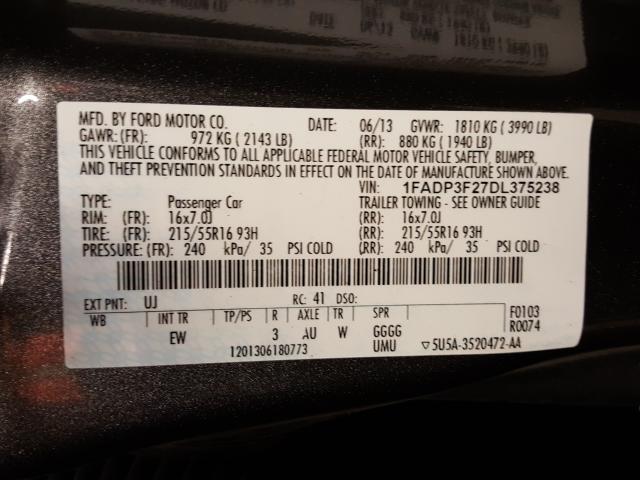 MFD. BY FORD MOTOR CO. DATE: 06/13 GVWR: 1810 KG ( 3990 LB)
GAWR: (FR): 972 KG ( 2143 LB) (RR): 880 KG ( 1940 LB)
THIS VEHICLE CONFORMS TO ALL APPLICABLE FEDERAL MOTOR VEHICLE SAFETY, BUMPER,
AND THEFT PREVENTION STANDARDS IN EFFECT ON THE DATE OF MANUFACTURE SHOWN ABOVE.
VIN: 1FADP3F27DL375238
TYPE: Passenger Car TRAILER TOWING - SEE OWNER GUIDE
RIM: (FR): 16x7.0J (RR): 16x7.0J
TIRE: (FR): 215/55R16 93H (RR): 215/55R16 93H
PRESSURE: (FR): 240 kPa/ 35 PSI COLD (RR): 240 kPa/ 35 PSI COLD
EXT PNT: UJ RC: 41 DSO: F0103
WB INT TR TP/PS R AXLE TR SPR R0074
EW 3 AU W GGGG
1201306180773 UMU ▽5U5A-3520472-AA